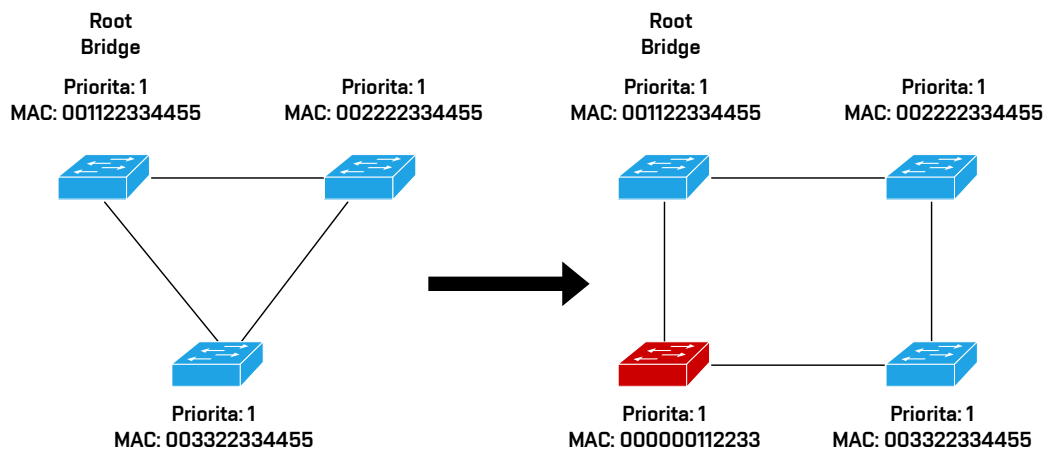 Root
Bridge
Priorita: 1
MAC: 001122334455
Priorita: 1
MAC: 002222334455
Priorita: 1
MAC: 003322334455
Root
Bridge
Priorita: 1
MAC: 001122334455
Priorita: 1
MAC: 002222334455
Priorita: 1
MAC: 000000112233
Priorita: 1
MAC: 003322334455